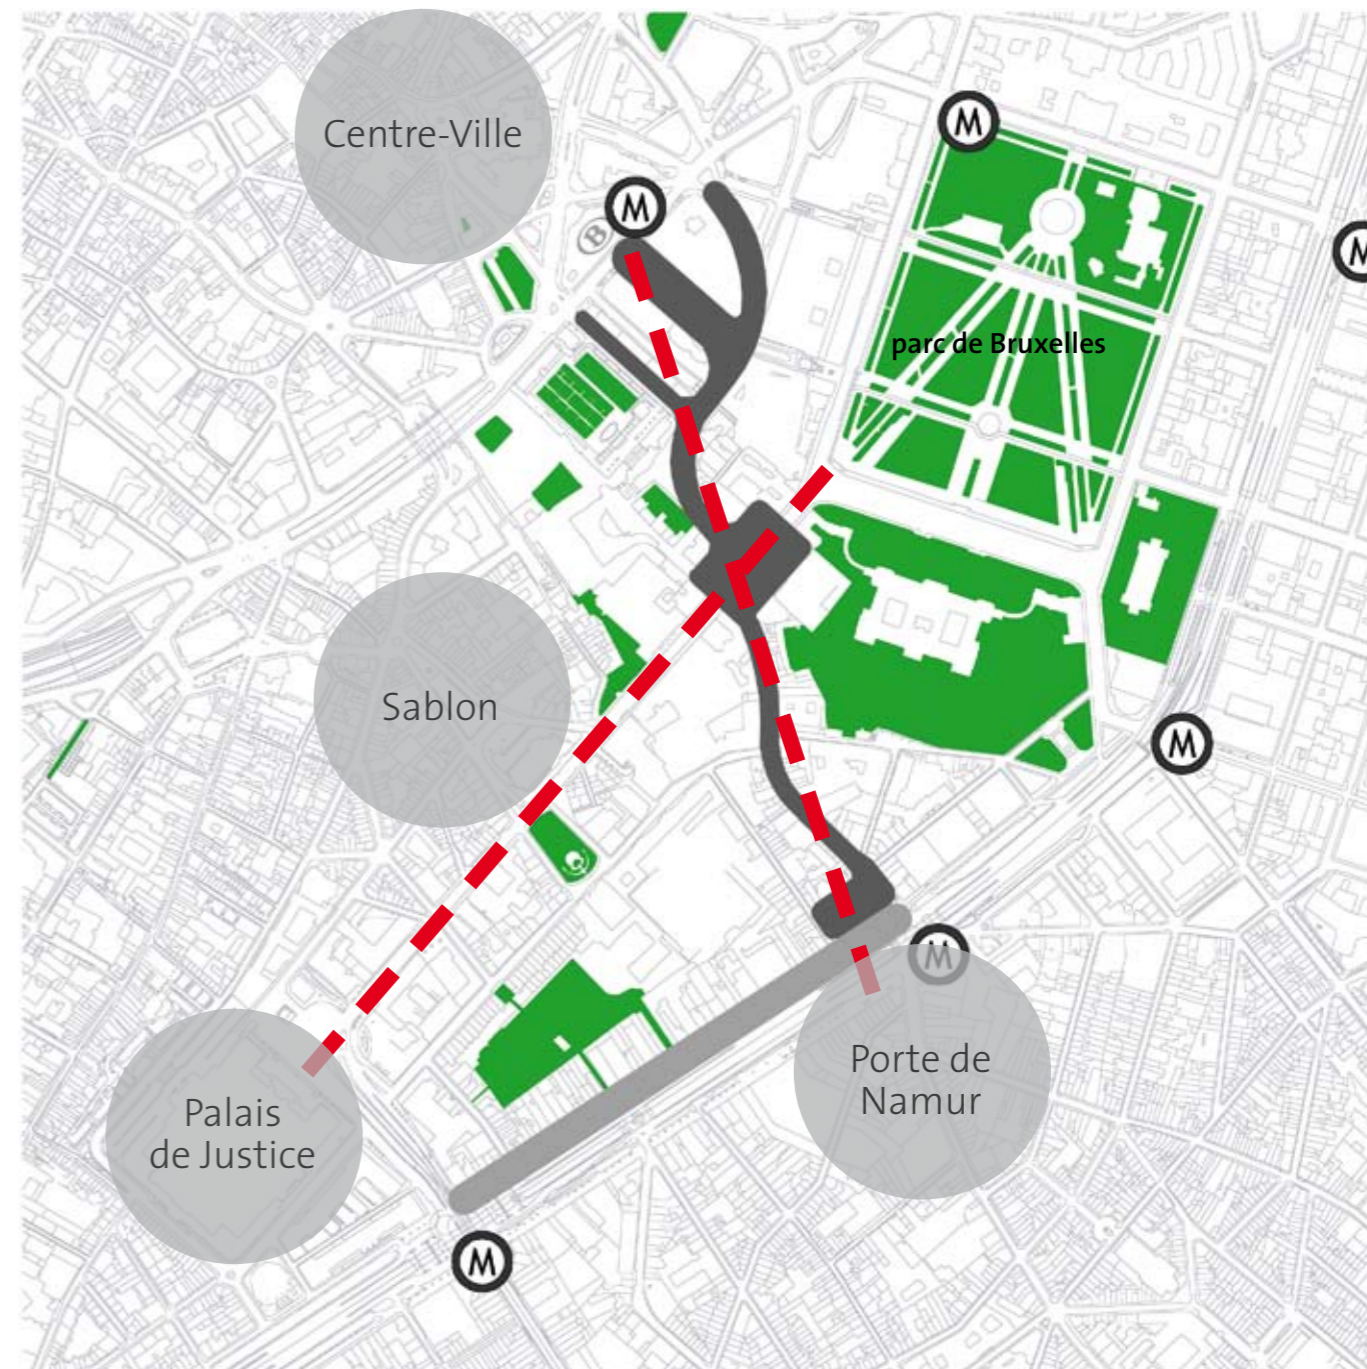 Centre-Ville
M
M
B
M
parc de Bruxelles
Sablon
M
M
Porte de
Namur
Palais
de Justice
M